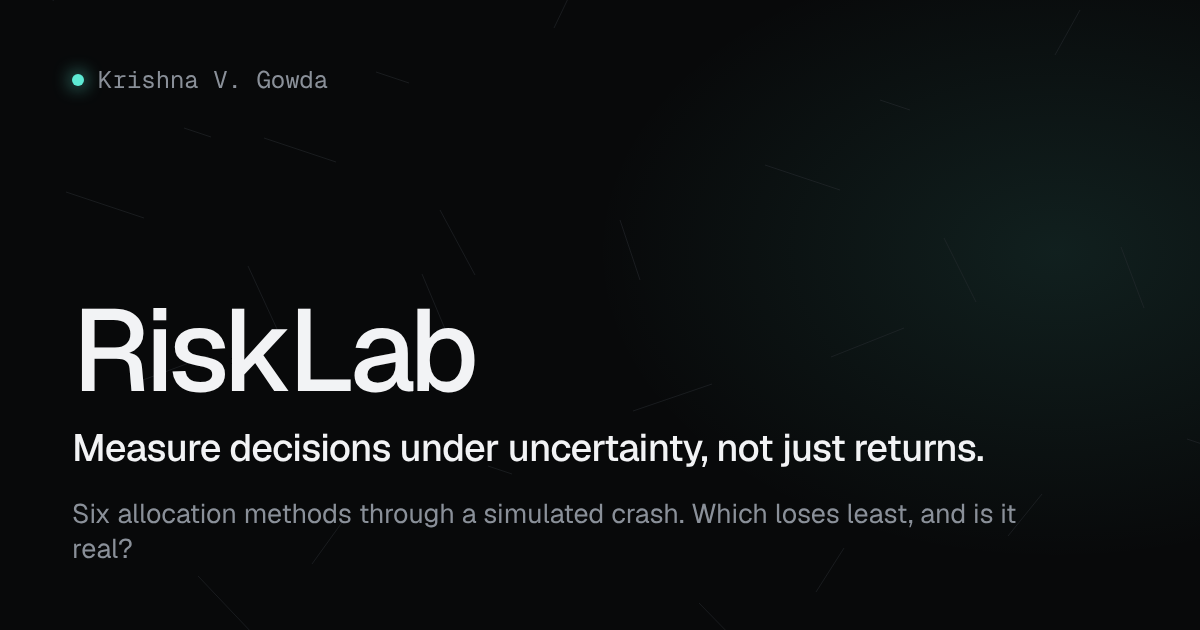 Krishna V. Gowda
RiskLab
Measure decisions under uncertainty, not just returns.
Six allocation methods through a simulated crash. Which loses least, and is it
real?